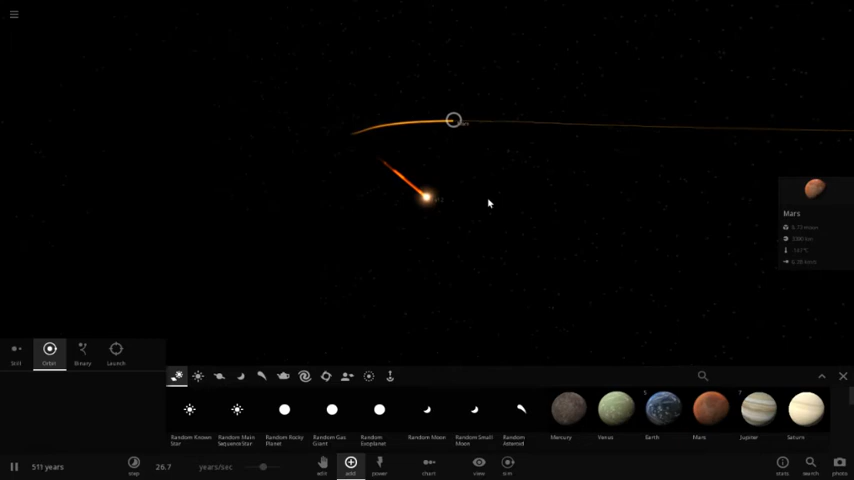 Mars
3390 km
Still
Orbit
Binary
Launch
Random Known Star
Random Main Sequence Star
Random Rocky Planet
Random Gas Giant
Random Exoplanet
Random Moon
Random Small Moon
Random Asteroid
Mercury
Venus
Earth
Mars
Jupiter
Saturn
511 years
step
26.7
years/sec
edit
add
power
chart
view
sim
stats
search
photo